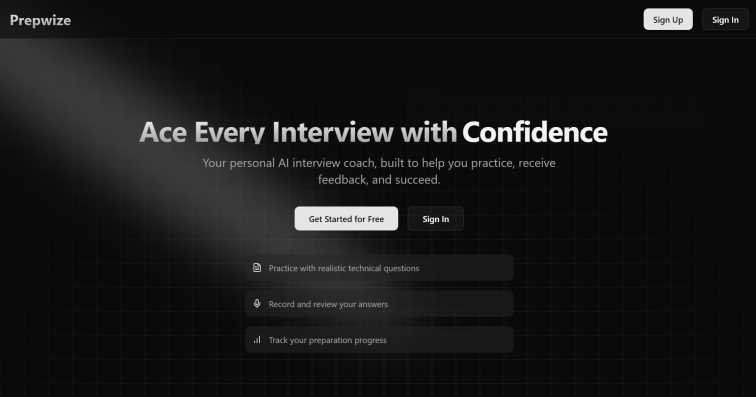 Prepwize
Sign Up
Sign In
Ace Every Interview with Confidence
Your personal AI interview coach, built to help you practice, receive
feedback, and succeed.
Get Started for Free
Sign In
Practice with realistic technical questions
Record and review your answers
Track your preparation progress